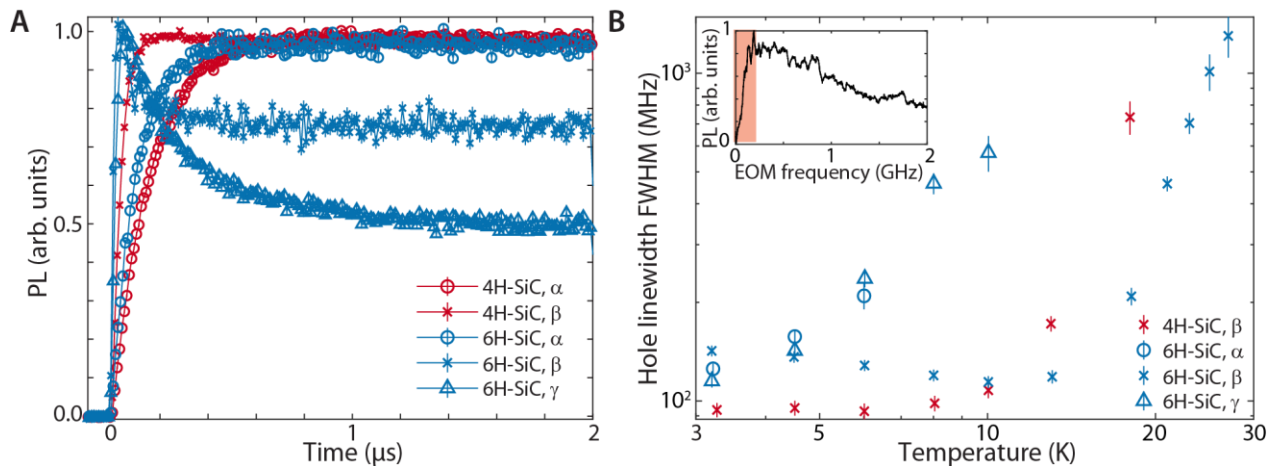 A
PL (arb. units)
1.0
0.5
0.0
0
1
2
Time (µs)
4H-SiC, α
4H-SiC, β
6H-SiC, α
6H-SiC, β
6H-SiC, γ
B
Hole linewidth FWHM (MHz)
10³
10²
3
5
10
20
30
Temperature (K)
PL (arb. units)
1
0
0
1
2
EOM frequency (GHz)
4H-SiC, β
6H-SiC, α
6H-SiC, β
6H-SiC, γ